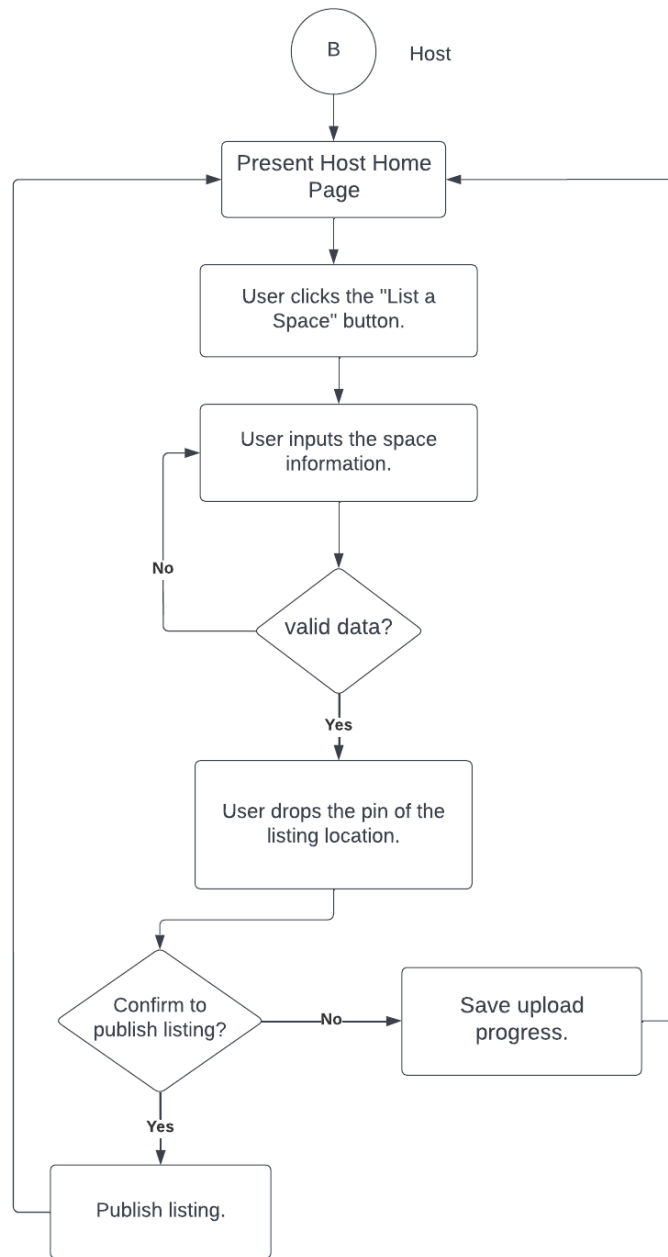 B
Host
Present Host Home
Page
User clicks the "List a
Space" button.
User inputs the space
information.
No
valid data?
Yes
User drops the pin of the
listing location.
Confirm to
publish listing?
No
Save upload
progress.
Yes
Publish listing.